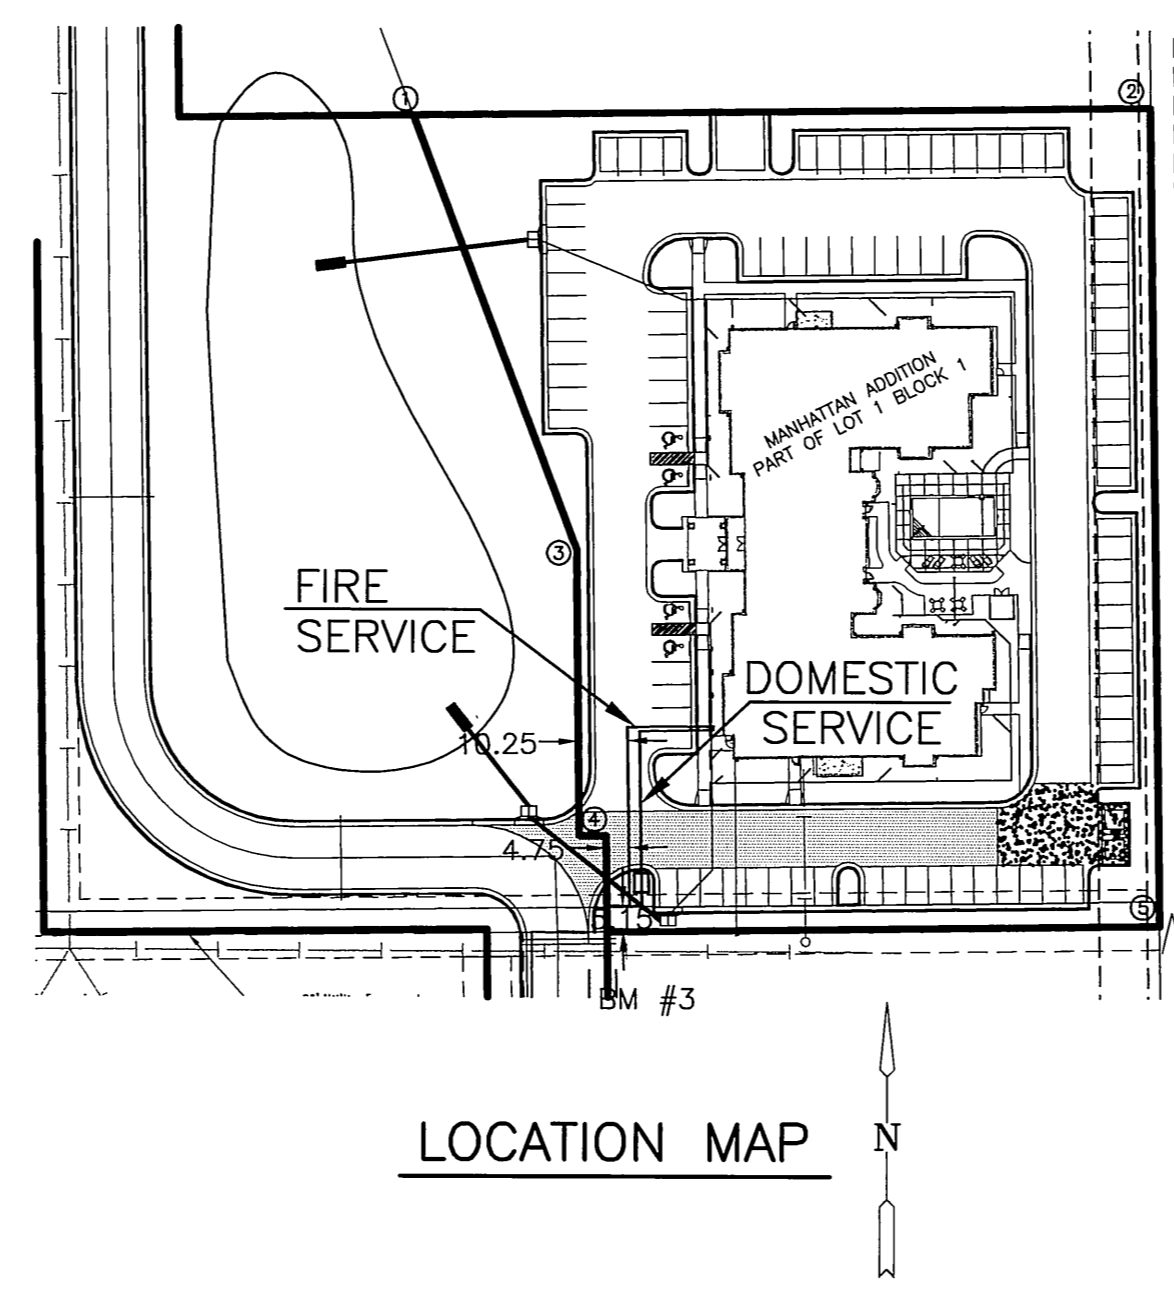 1
2
MANHATTAN ADDITION
PART OF LOT 1 BLOCK 1
3
FIRE
SERVICE
DOMESTIC
SERVICE
10.25
4
4.75
5
BM #3
LOCATION MAP
N